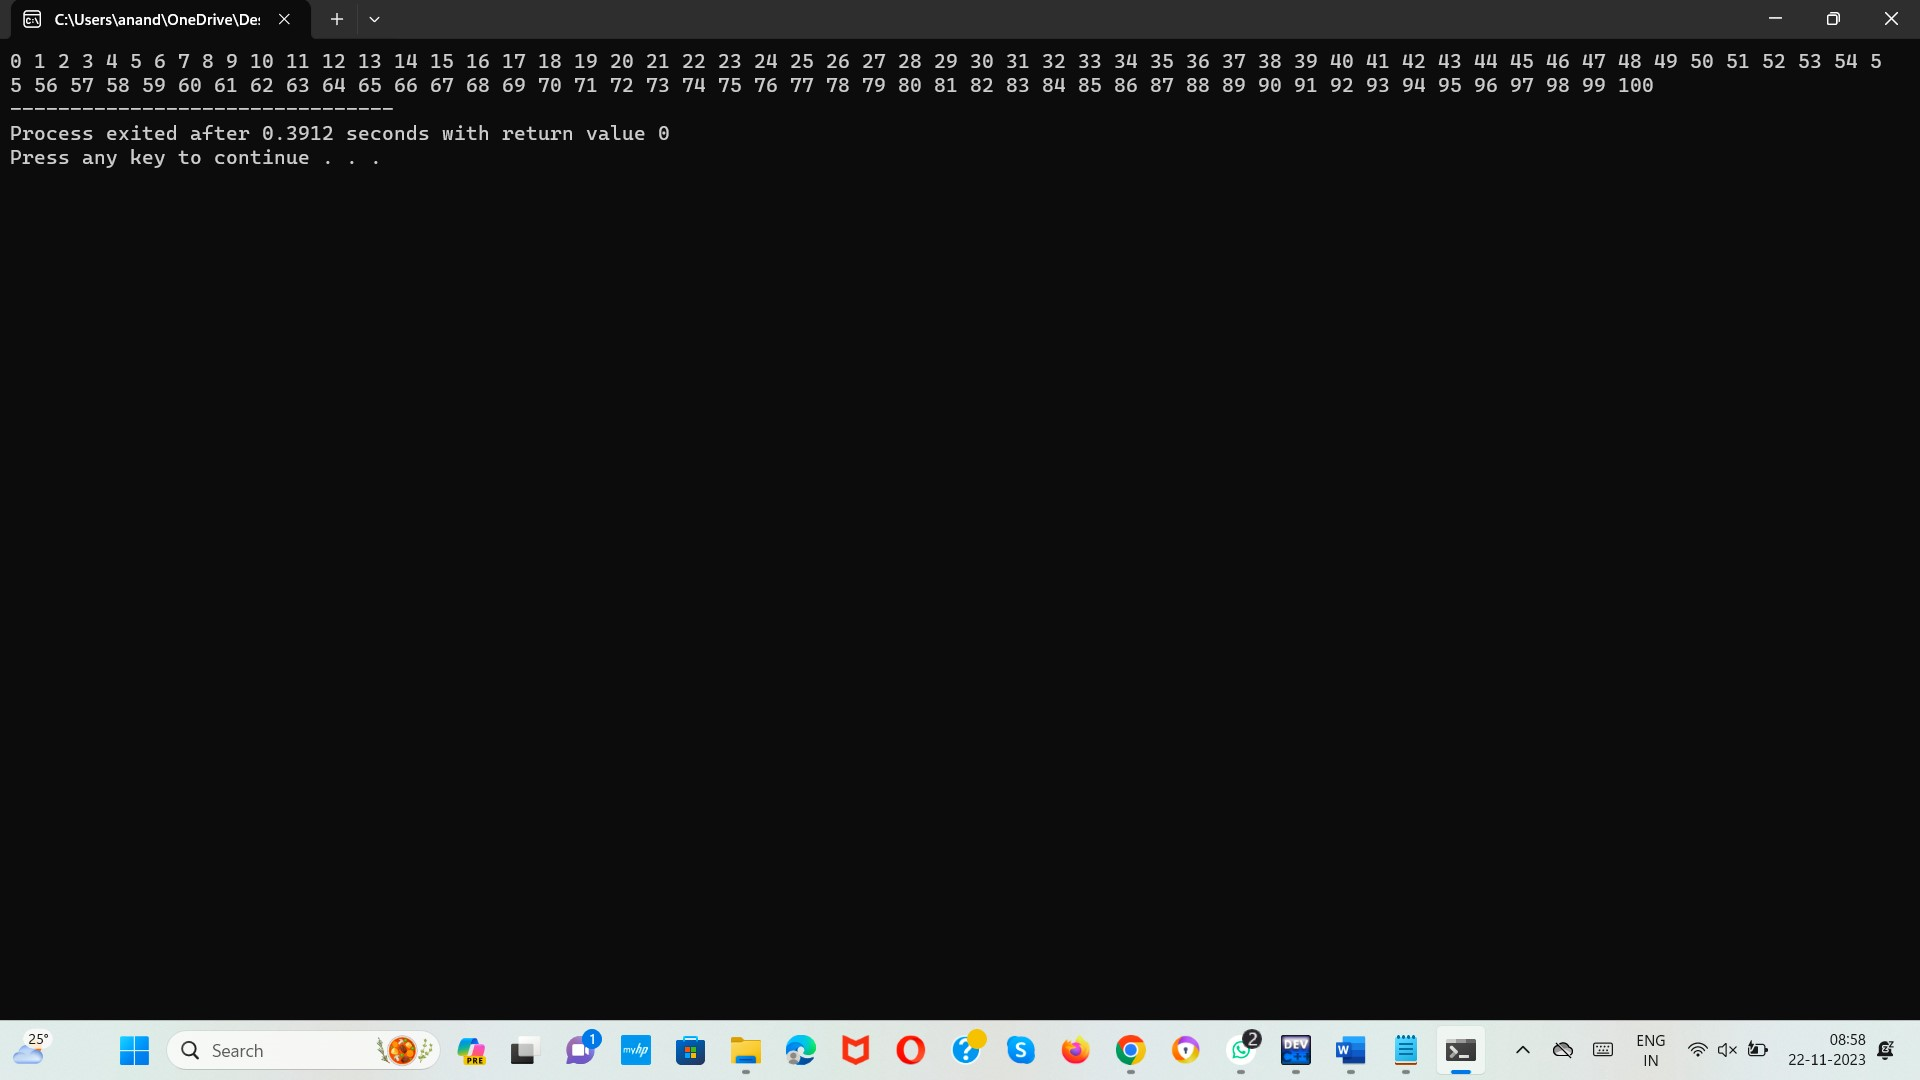 C:\Users\anand\OneDrive\Des
0 1 2 3 4 5 6 7 8 9 10 11 12 13 14 15 16 17 18 19 20 21 22 23 24 25 26 27 28 29 30 31 32 33 34 35 36 37 38 39 40 41 42 43 44 45 46 47 48 49 50 51 52 53 54 5
5 56 57 58 59 60 61 62 63 64 65 66 67 68 69 70 71 72 73 74 75 76 77 78 79 80 81 82 83 84 85 86 87 88 89 90 91 92 93 94 95 96 97 98 99 100
--------------------------------
Process exited after 0.3912 seconds with return value 0
Press any key to continue . . .
25°
Search
PRE
1
myhp
S
2
DEV
C++
W
ENG
IN
08:58
22-11-2023